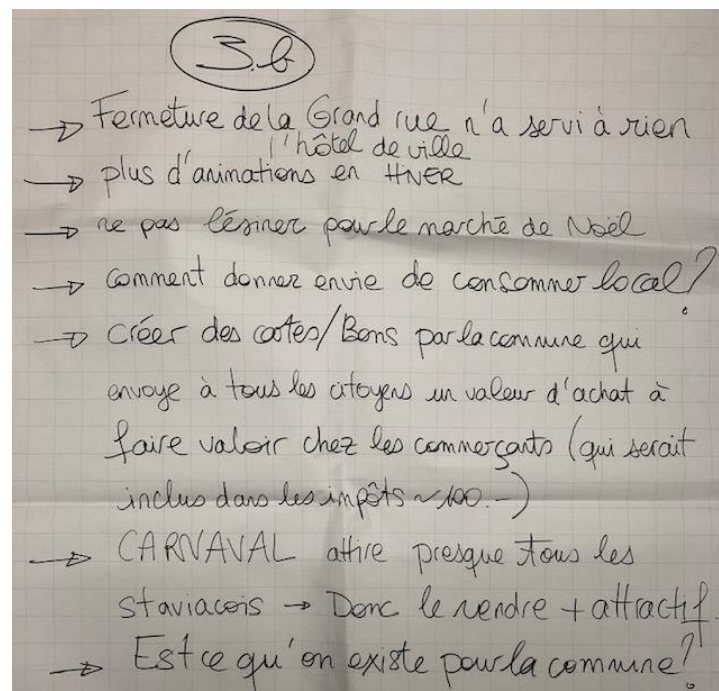 3.b
→ Fermeture de la Grand rue n'a servi à rien
l'hôtel de ville
→ plus d'animations en HIVER
→ ne pas lésiner pour le marché de Noël
→ comment donner envie de consommer local?
→ créer des cartes/Bons par la commune qui
envoye à tous les citoyens un valeur d'achat à
faire valoir chez les commerçants (qui serait
inclus dans les impôts ~100.-)
→ CARNAVAL attire presque tous les
staviacois → Donc le rendre + attractif.
→ Est ce qu'on existe pour la commune?